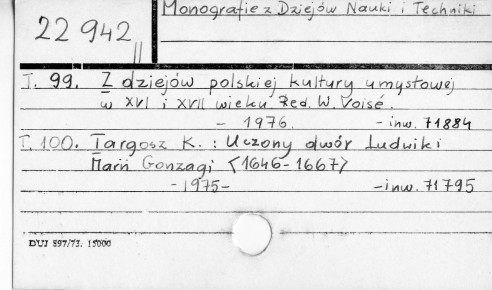 Monografie z Dziejów Nauki i Techniki
22 942
T. 99. Z dziejów polskiej kultury umysłowej
w XVI i XVII wieku. Red. W. Voisé.
- 1976. - inw. 71884
T. 100. Targosz K. : Uczony dwór Ludwiki
Marii Gonzagi <1646-1667>
- 1975 - - inw. 71795
DUJ 897/73. 15000